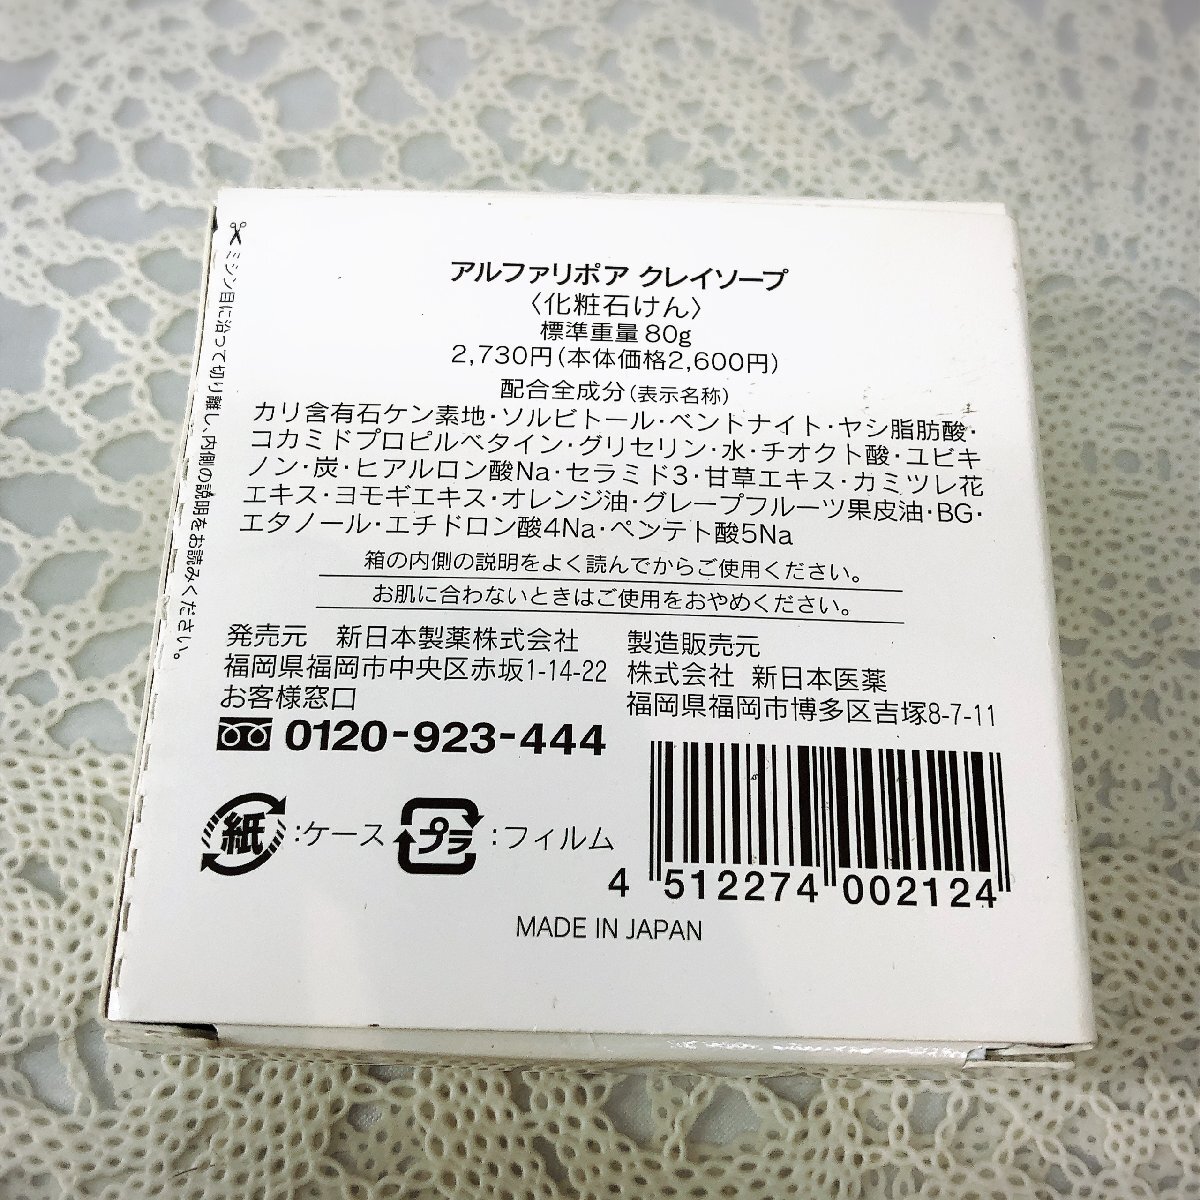 アルファリポア クレイソープ
〈化粧石けん〉
標準重量80g
2,730円(本体価格2,600円)
配合全成分(表示名称)
カリ含有石ケン素地・ソルビトール・ベントナイト・ヤシ脂肪酸・
コカミドプロピルベタイン・グリセリン・水・チオクト酸・ユビキ
ノン・炭・ヒアルロン酸Na・セラミド3・甘草エキス・カミツレ花
エキス・ヨモギエキス・オレンジ油・グレープフルーツ果皮油・BG・
エタノール・エチドロン酸4Na・ペンテト酸5Na
箱の内側の説明をよく読んでからご使用ください。
お肌に合わないときはご使用をおやめください。
発売元 新日本製薬株式会社
福岡県福岡市中央区赤坂1-14-22
お客様窓口
0120-923-444
製造販売元
株式会社 新日本医薬
福岡県福岡市博多区吉塚8-7-11
紙:ケース プラ:フィルム
4 512274 002124
MADE IN JAPAN
ミシン目に沿って切り離し、内側の説明をお読みください。